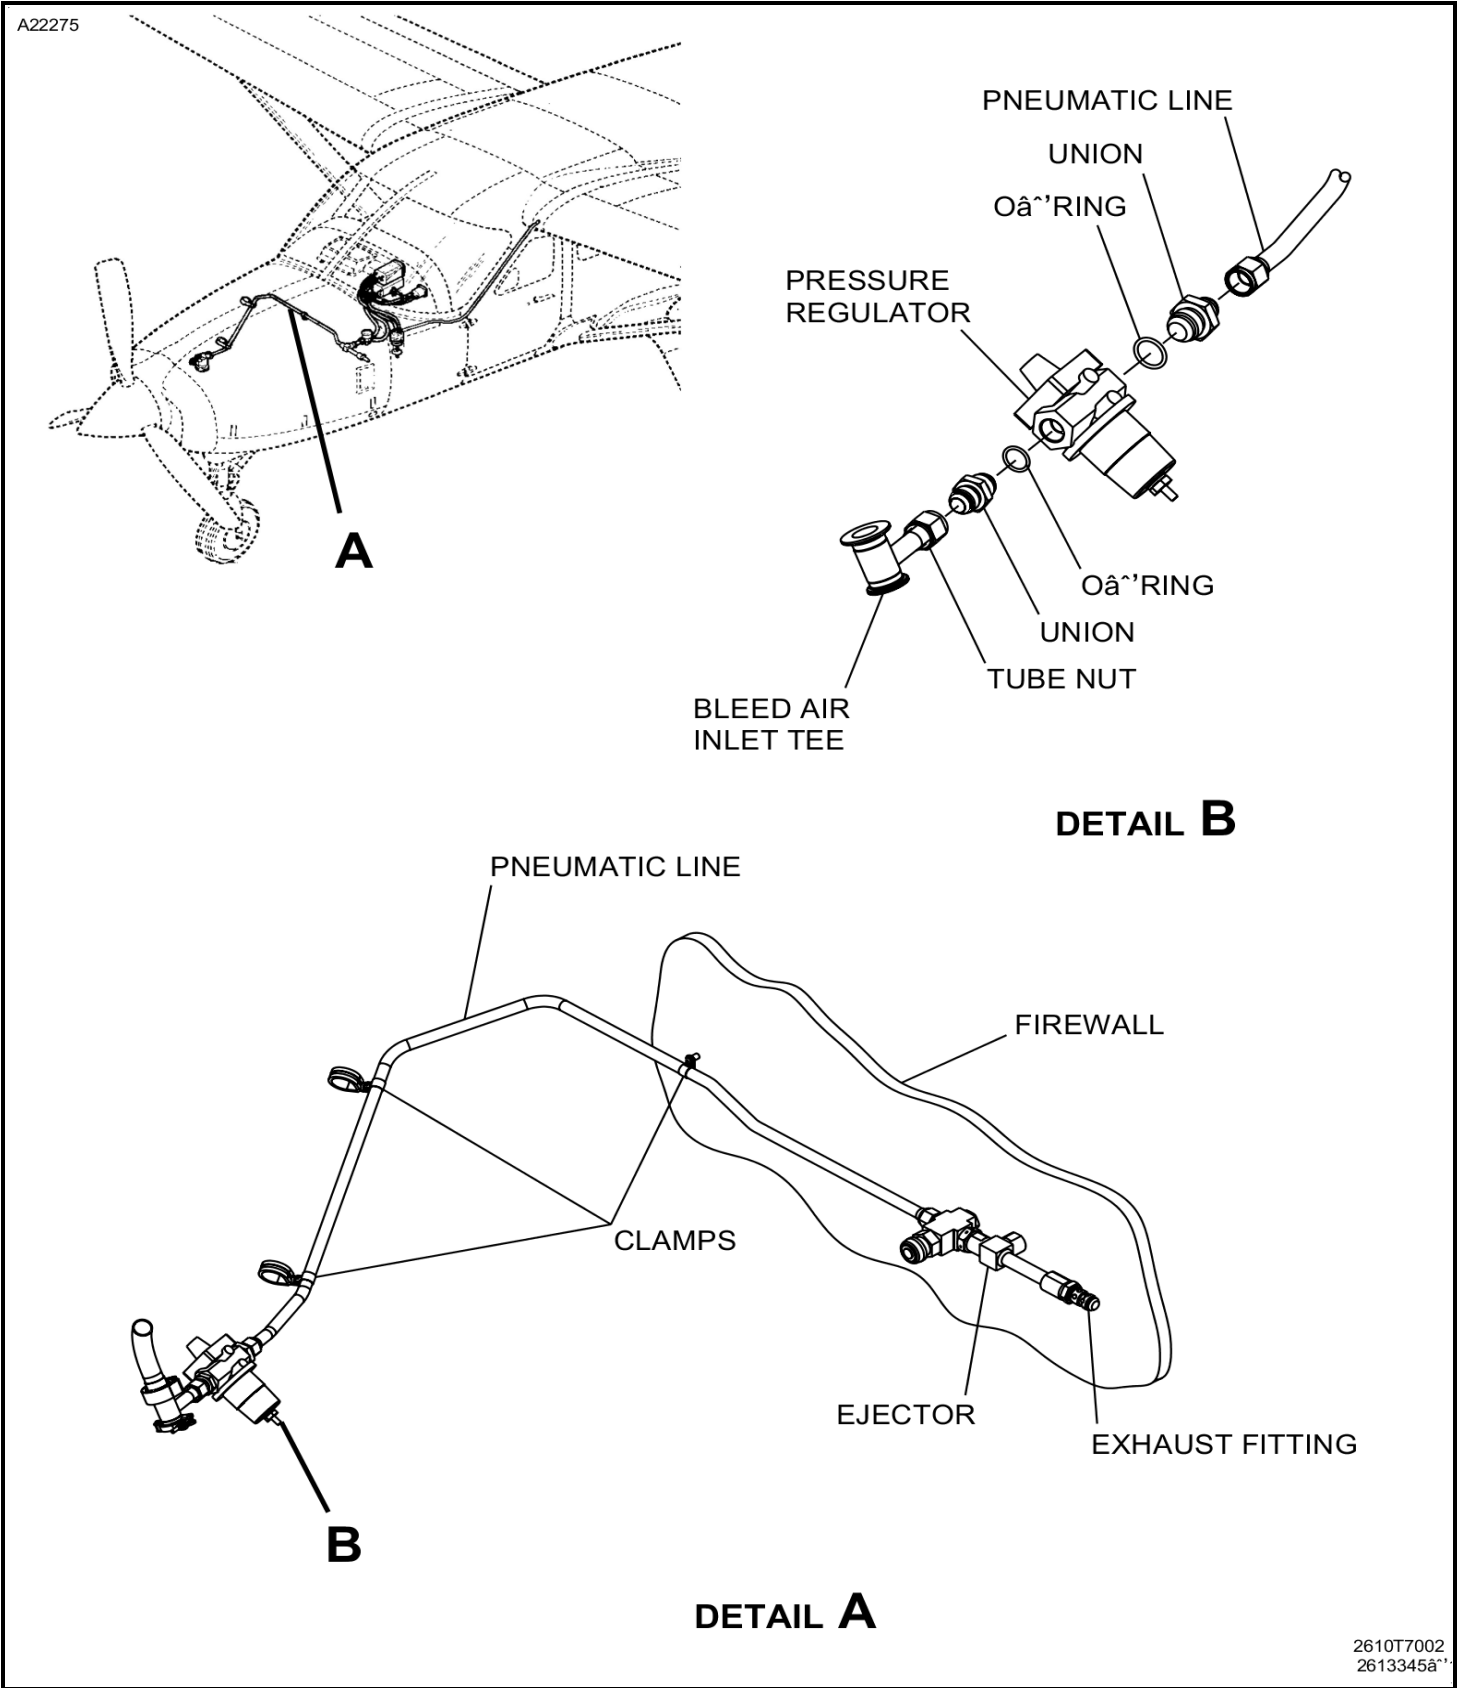 A22275
PNEUMATIC LINE
UNION
Oâˆ’RING
PRESSURE
REGULATOR
A
Oâˆ’RING
UNION
TUBE NUT
BLEED AIR
INLET TEE
DETAIL B
PNEUMATIC LINE
FIREWALL
CLAMPS
EJECTOR
EXHAUST FITTING
B
DETAIL A
2610T7002
2613345âˆ’